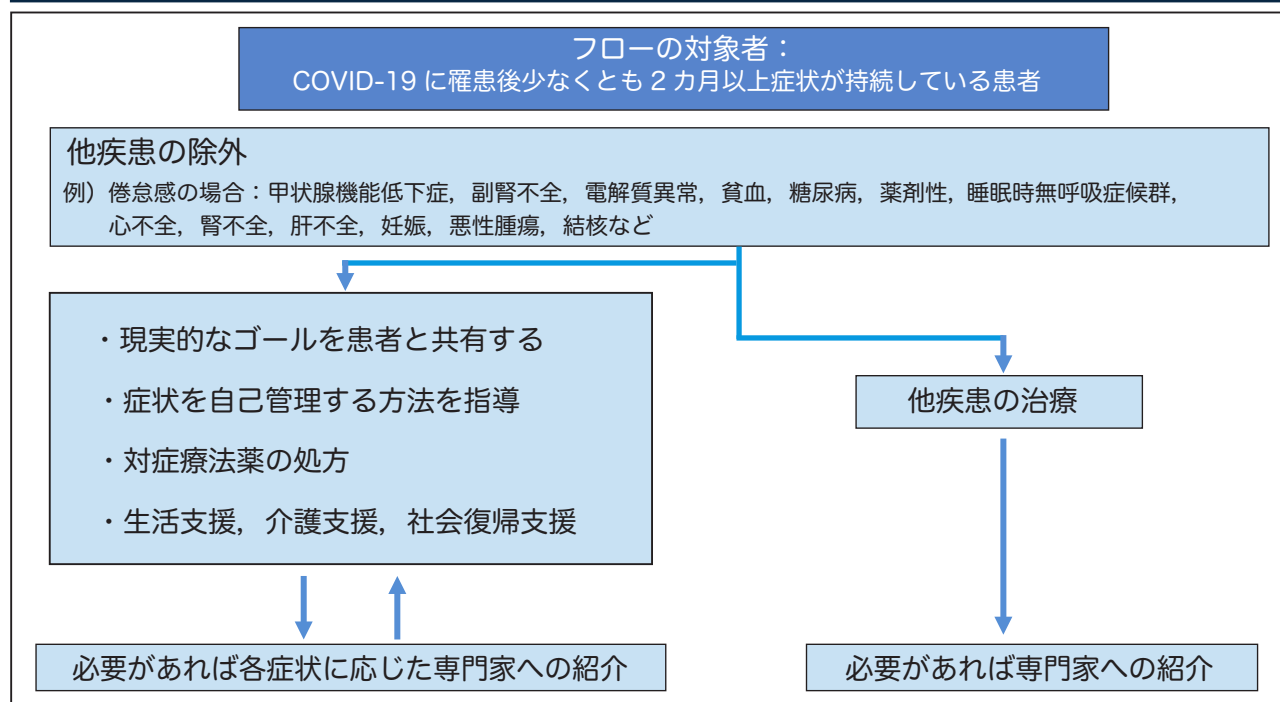 フローの対象者：
COVID-19 に罹患後少なくとも 2 カ月以上症状が持続している患者
他疾患の除外
例）倦怠感の場合：甲状腺機能低下症，副腎不全，電解質異常，貧血，糖尿病，薬剤性，睡眠時無呼吸症候群，
心不全，腎不全，肝不全，妊娠，悪性腫瘍，結核など
・現実的なゴールを患者と共有する
・症状を自己管理する方法を指導
・対症療法薬の処方
・生活支援，介護支援，社会復帰支援
他疾患の治療
必要があれば各症状に応じた専門家への紹介
必要があれば専門家への紹介